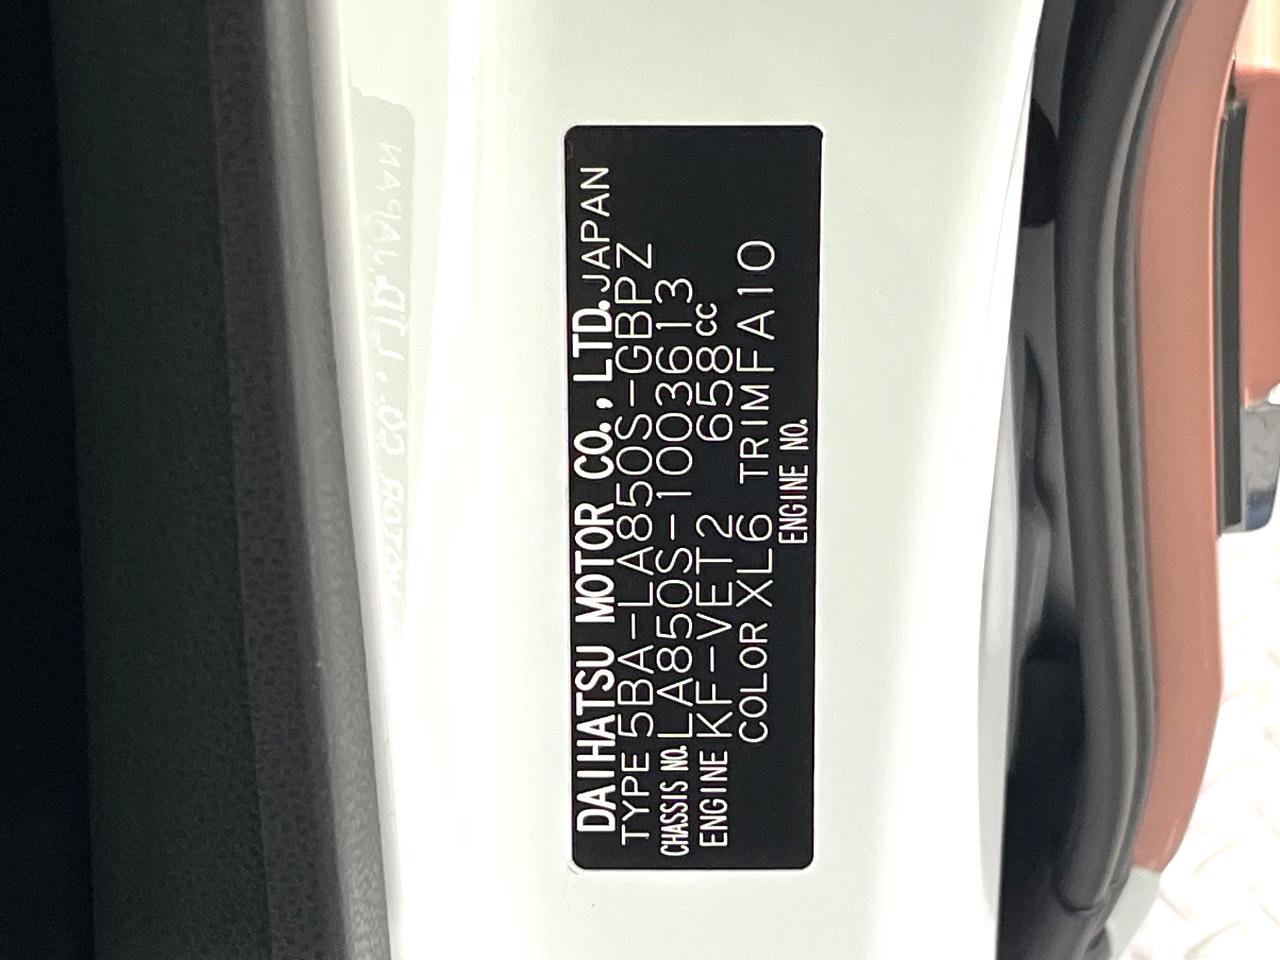 DAIHATSU MOTOR CO., LTD. JAPAN
TYPE 5BA-LA850S-GBPZ
CHASSIS NO. LA850S-1003613
ENGINE KF-VET2 658cc
COLOR XL6 TRIM FA10
ENGINE NO.